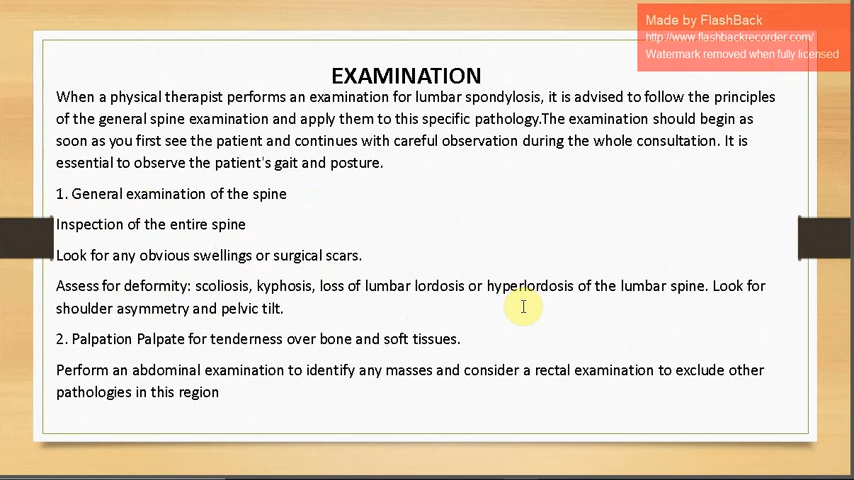 Made by FlashBack
http://www.flashbackrecorder.com/
Watermark removed when fully licensed
EXAMINATION
When a physical therapist performs an examination for lumbar spondylosis, it is advised to follow the principles
of the general spine examination and apply them to this specific pathology.The examination should begin as
soon as you first see the patient and continues with careful observation during the whole consultation. It is
essential to observe the patient's gait and posture.
1. General examination of the spine
Inspection of the entire spine
Look for any obvious swellings or surgical scars.
Assess for deformity: scoliosis, kyphosis, loss of lumbar lordosis or hyperlordosis of the lumbar spine. Look for
shoulder asymmetry and pelvic tilt.
2. Palpation Palpate for tenderness over bone and soft tissues.
Perform an abdominal examination to identify any masses and consider a rectal examination to exclude other
pathologies in this region